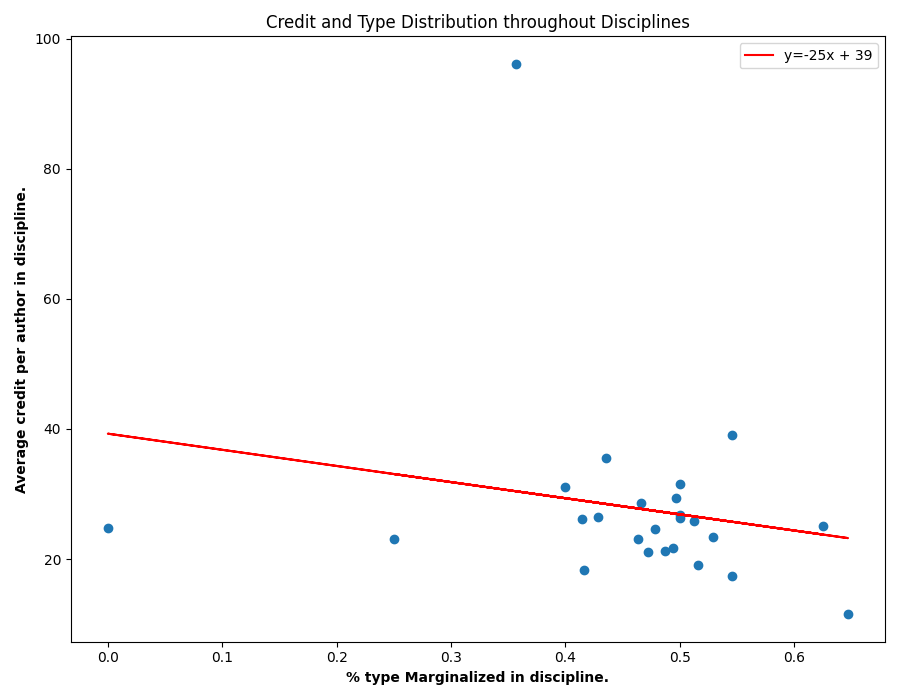 Credit and Type Distribution throughout Disciplines
y=-25x + 39
100
80
60
40
20
Average credit per author in discipline.
0.0 0.1 0.2 0.3 0.4 0.5 0.6
% type Marginalized in discipline.